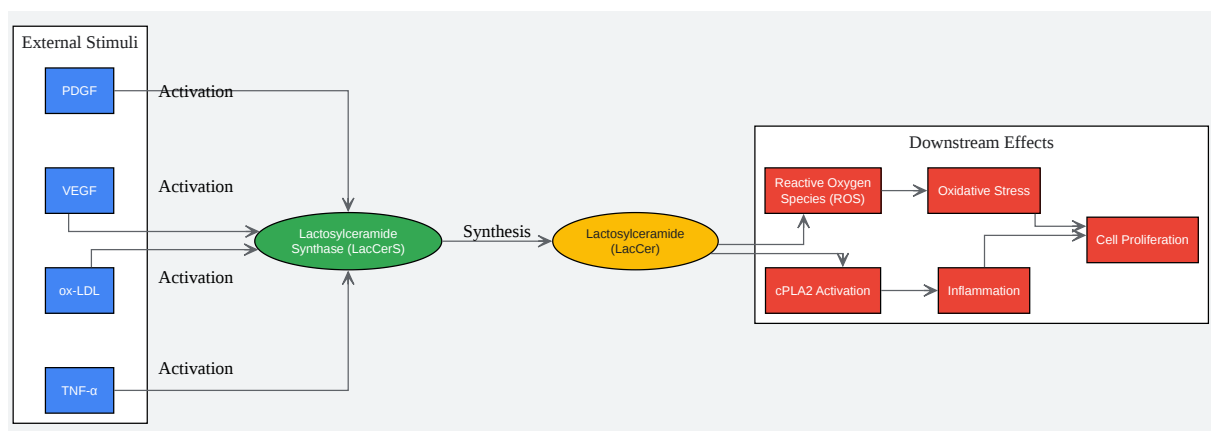 External Stimuli
PDGF
Activation
VEGF
Activation
ox-LDL
Activation
TNF-α
Activation
Lactosylceramide
Synthase (LacCerS)
Synthesis
Lactosylceramide
(LacCer)
Downstream Effects
Reactive Oxygen
Species (ROS)
Oxidative Stress
Cell Proliferation
cPLA2 Activation
Inflammation